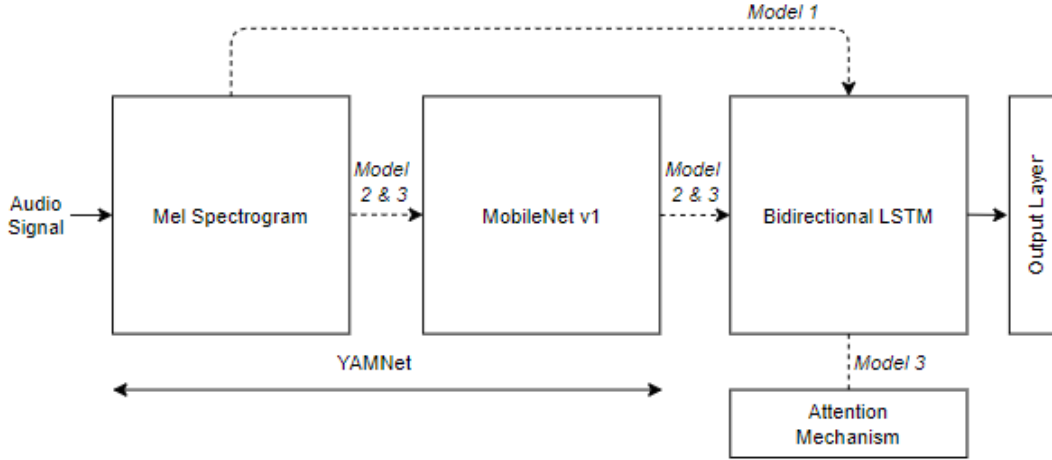 Model 1
Audio
Signal
Mel Spectrogram
Model
2 & 3
MobileNet v1
Model
2 & 3
Bidirectional LSTM
Output Layer
YAMNet
Model 3
Attention
Mechanism